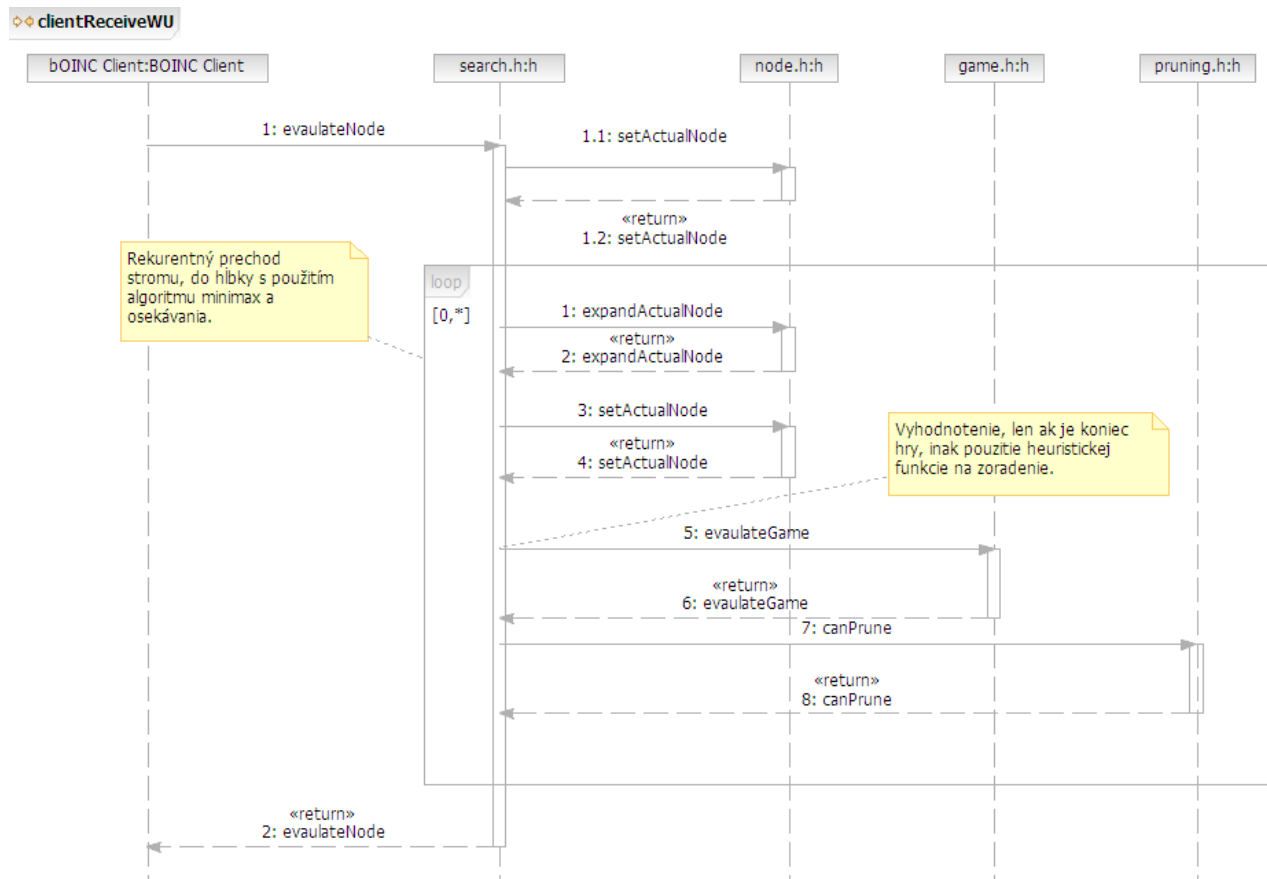 clientReceiveWU
bOINC Client:BOINC Client
search.h:h
node.h:h
game.h:h
pruning.h:h
1: evaulateNode
1.1: setActualNode
«return»
1.2: setActualNode
Rekurentný prechod
stromu, do hĺbky s použitím
algoritmu minimax a
osekávania.
loop
[0,*]
1: expandActualNode
«return»
2: expandActualNode
3: setActualNode
«return»
4: setActualNode
Vyhodnotenie, len ak je koniec
hry, inak pouzitie heuristickej
funkcie na zoradenie.
5: evaulateGame
«return»
6: evaulateGame
7: canPrune
«return»
8: canPrune
«return»
2: evaulateNode